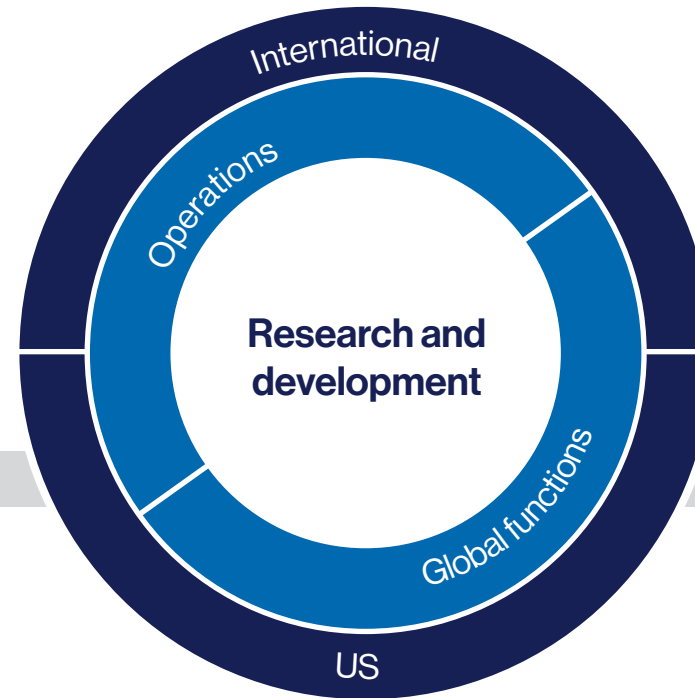 International
Operations
Research and
development
Global functions
US